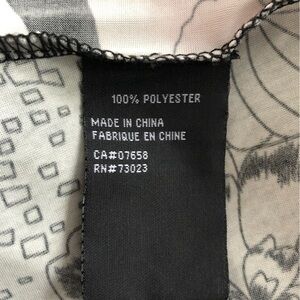 100% POLYESTER
MADE IN CHINA
FABRIQUE EN CHINE
CA#07658
RN#73023